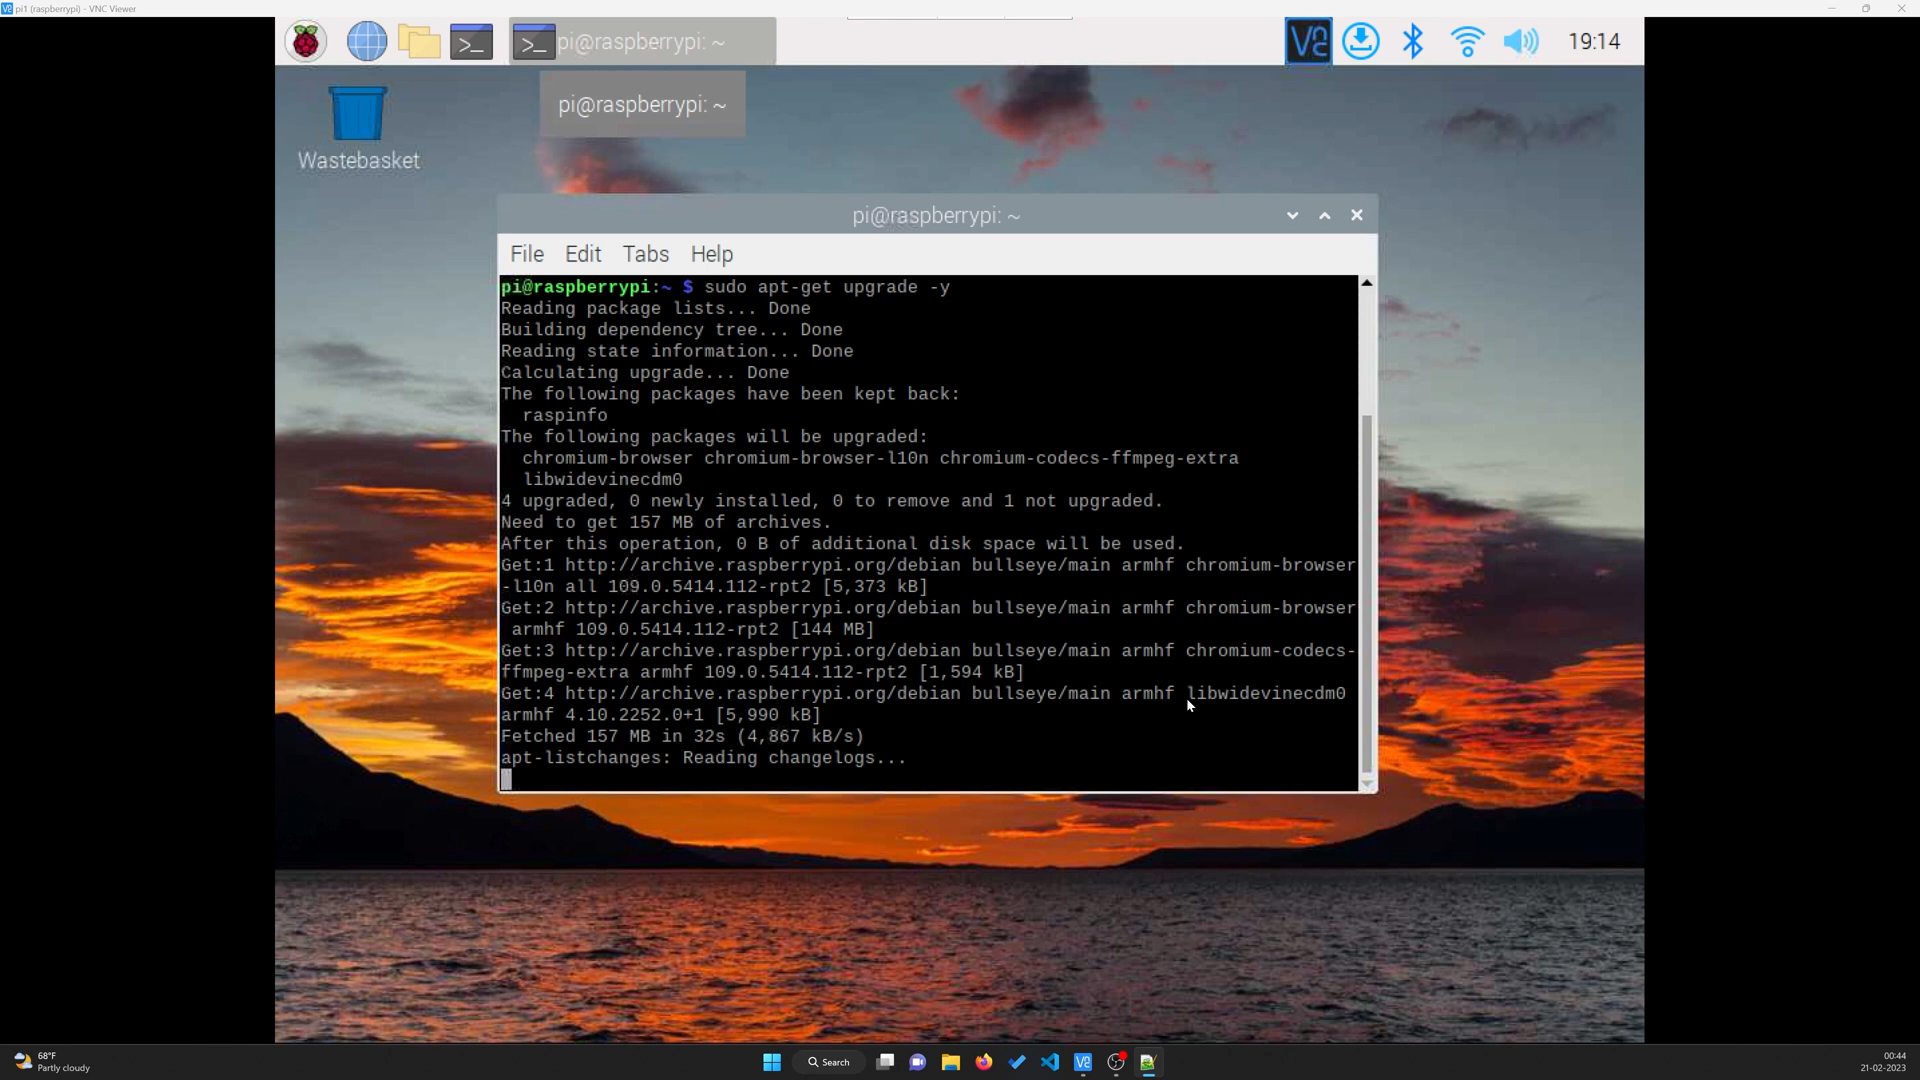 pi1 (raspberrypi) - VNC Viewer
pi@raspberrypi: ~
19:14
pi@raspberrypi: ~
Wastebasket
pi@raspberrypi: ~
File Edit Tabs Help
pi@raspberrypi:~ $ sudo apt-get upgrade -y
Reading package lists... Done
Building dependency tree... Done
Reading state information... Done
Calculating upgrade... Done
The following packages have been kept back:
raspinfo
The following packages will be upgraded:
chromium-browser chromium-browser-l10n chromium-codecs-ffmpeg-extra
libwidevinecdm0
4 upgraded, 0 newly installed, 0 to remove and 1 not upgraded.
Need to get 157 MB of archives.
After this operation, 0 B of additional disk space will be used.
Get:1 http://archive.raspberrypi.org/debian bullseye/main armhf chromium-browser
-l10n all 109.0.5414.112-rpt2 [5,373 kB]
Get:2 http://archive.raspberrypi.org/debian bullseye/main armhf chromium-browser
armhf 109.0.5414.112-rpt2 [144 MB]
Get:3 http://archive.raspberrypi.org/debian bullseye/main armhf chromium-codecs-
ffmpeg-extra armhf 109.0.5414.112-rpt2 [1,594 kB]
Get:4 http://archive.raspberrypi.org/debian bullseye/main armhf libwidevinecdm0
armhf 4.10.2252.0+1 [5,990 kB]
Fetched 157 MB in 32s (4,867 kB/s)
apt-listchanges: Reading changelogs...
68°F
Partly cloudy
Search
00:44
21-02-2023